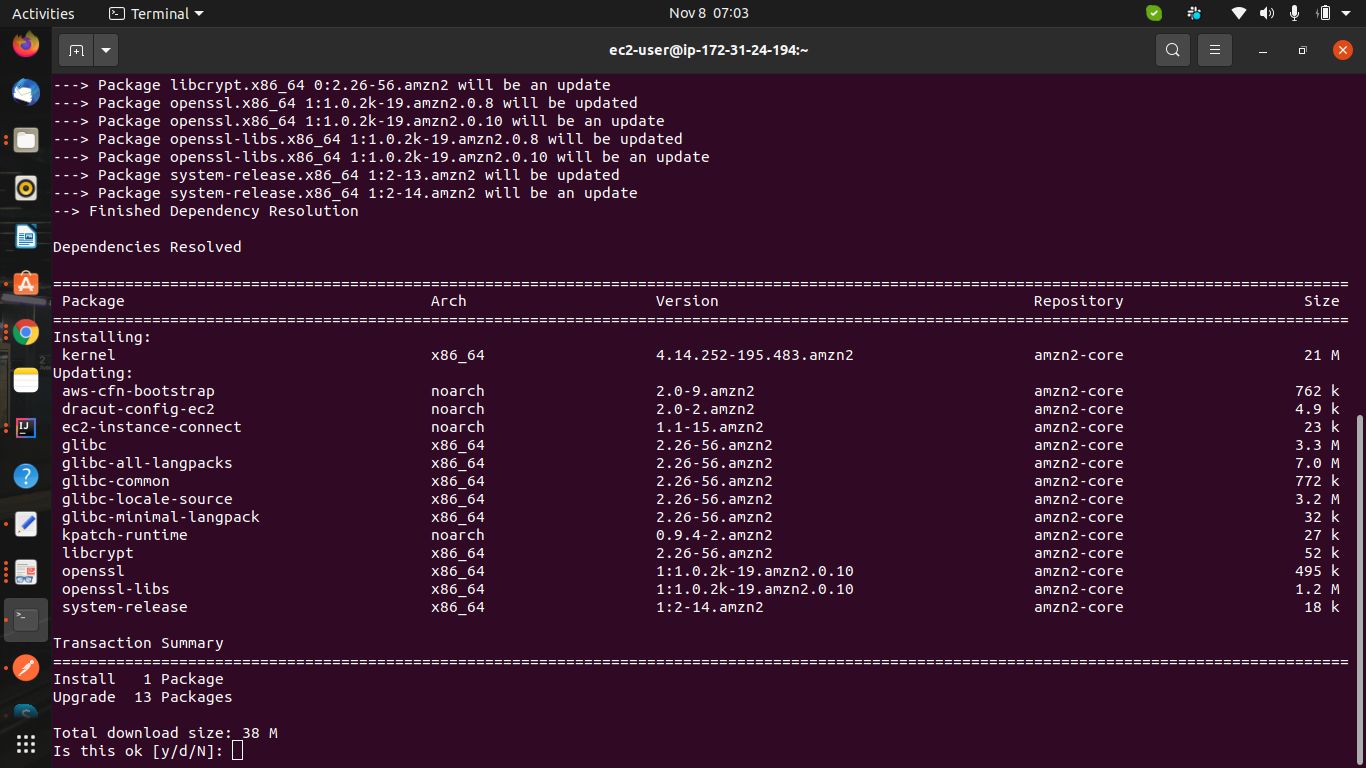 Activities Terminal Nov 8 07:03
ec2-user@ip-172-31-24-194:~
---> Package libcrypt.x86_64 0:2.26-56.amzn2 will be an update
---> Package openssl.x86_64 1:1.0.2k-19.amzn2.0.8 will be updated
---> Package openssl.x86_64 1:1.0.2k-19.amzn2.0.10 will be an update
---> Package openssl-libs.x86_64 1:1.0.2k-19.amzn2.0.8 will be updated
---> Package openssl-libs.x86_64 1:1.0.2k-19.amzn2.0.10 will be an update
---> Package system-release.x86_64 1:2-13.amzn2 will be updated
---> Package system-release.x86_64 1:2-14.amzn2 will be an update
--> Finished Dependency Resolution
Dependencies Resolved
================================================================================================================================================
Package Arch Version Repository Size
================================================================================================================================================
Installing:
kernel x86_64 4.14.252-195.483.amzn2 amzn2-core 21 M
Updating:
aws-cfn-bootstrap noarch 2.0-9.amzn2 amzn2-core 762 k
dracut-config-ec2 noarch 2.0-2.amzn2 amzn2-core 4.9 k
ec2-instance-connect noarch 1.1-15.amzn2 amzn2-core 23 k
glibc x86_64 2.26-56.amzn2 amzn2-core 3.3 M
glibc-all-langpacks x86_64 2.26-56.amzn2 amzn2-core 7.0 M
glibc-common x86_64 2.26-56.amzn2 amzn2-core 772 k
glibc-locale-source x86_64 2.26-56.amzn2 amzn2-core 3.2 M
glibc-minimal-langpack x86_64 2.26-56.amzn2 amzn2-core 32 k
kpatch-runtime noarch 0.9.4-2.amzn2 amzn2-core 27 k
libcrypt x86_64 2.26-56.amzn2 amzn2-core 52 k
openssl x86_64 1:1.0.2k-19.amzn2.0.10 amzn2-core 495 k
openssl-libs x86_64 1:1.0.2k-19.amzn2.0.10 amzn2-core 1.2 M
system-release x86_64 1:2-14.amzn2 amzn2-core 18 k
Transaction Summary
================================================================================================================================================
Install 1 Package
Upgrade 13 Packages
Total download size: 38 M
Is this ok [y/d/N]: